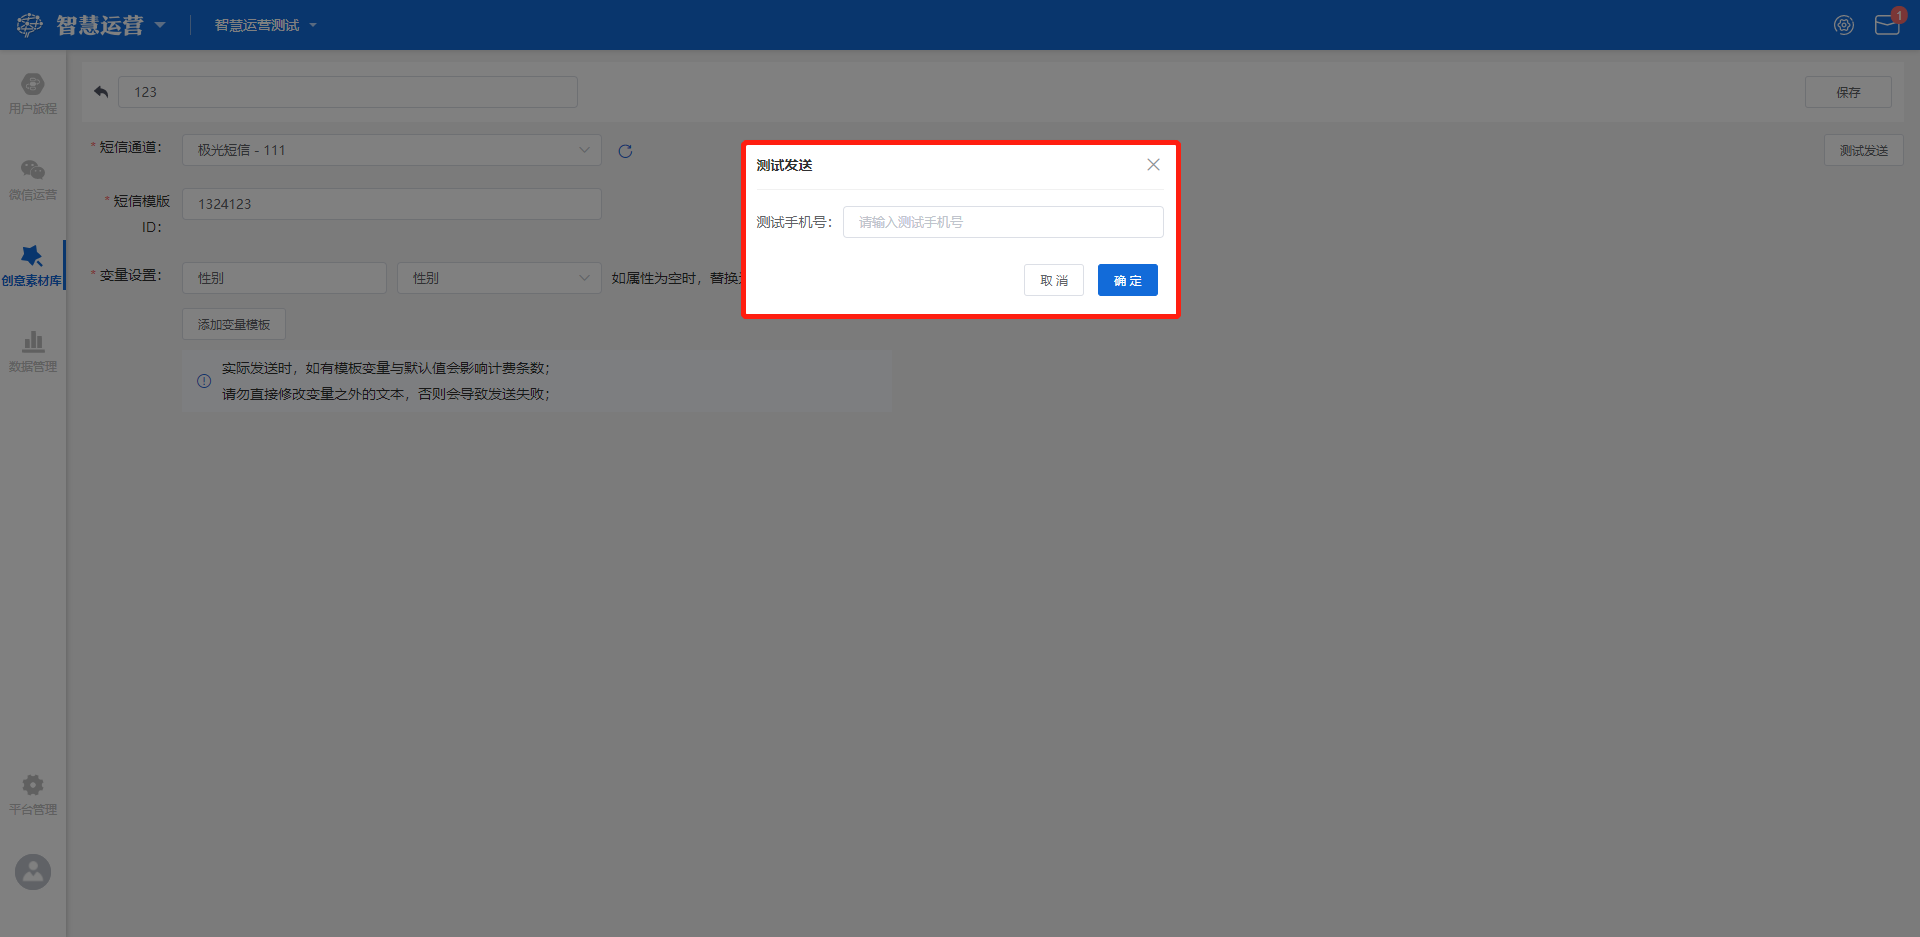 智慧运营
智慧运营测试
1
用户旅程
微信运营
创意素材库
数据管理
平台管理
123
保存
* 短信通道：
极光短信 - 111
测试发送
* 短信模版
ID：
1324123
* 变量设置：
性别
性别
如属性为空时，替换
添加变量模板
实际发送时，如有模板变量与默认值会影响计费条数；
请勿直接修改变量之外的文本，否则会导致发送失败；
测试发送
测试手机号：
请输入测试手机号
取 消
确 定